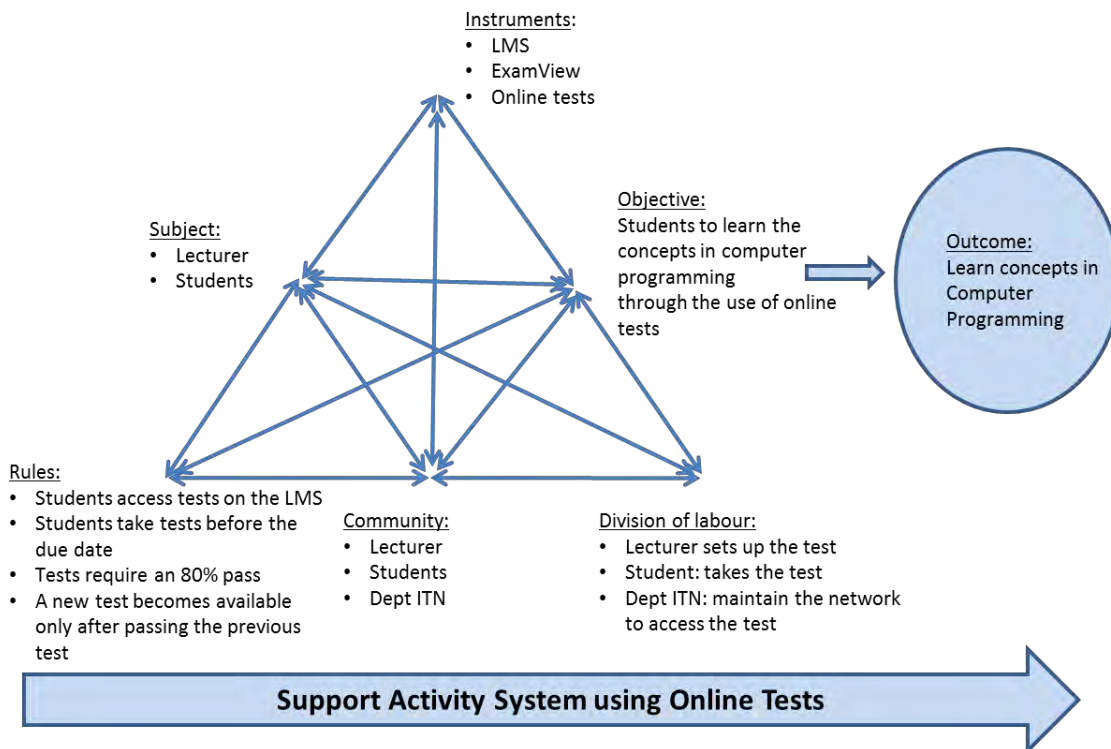 Instruments:
• LMS
• ExamView
• Online tests
Subject:
• Lecturer
• Students
Objective:
Students to learn the
concepts in computer
programming
through the use of online
tests
Outcome:
Learn concepts in
Computer
Programming
Rules:
• Students access tests on the LMS
• Students take tests before the
due date
• Tests require an 80% pass
• A new test becomes available
only after passing the previous
test
Community:
• Lecturer
• Students
• Dept ITN
Division of labour:
• Lecturer sets up the test
• Student: takes the test
• Dept ITN: maintain the network
to access the test
Support Activity System using Online Tests